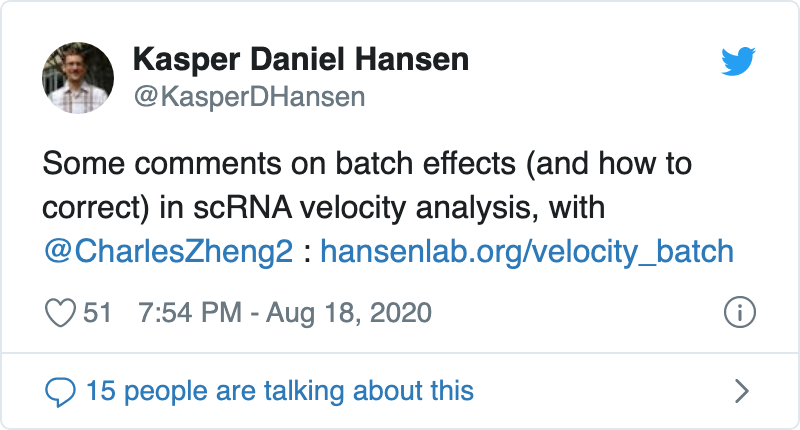 Kasper Daniel Hansen
@KasperDHansen
Some comments on batch effects (and how to
correct) in scRNA velocity analysis, with
@CharlesZheng2 : hansenlab.org/velocity_batch
51 7:54 PM - Aug 18, 2020
15 people are talking about this